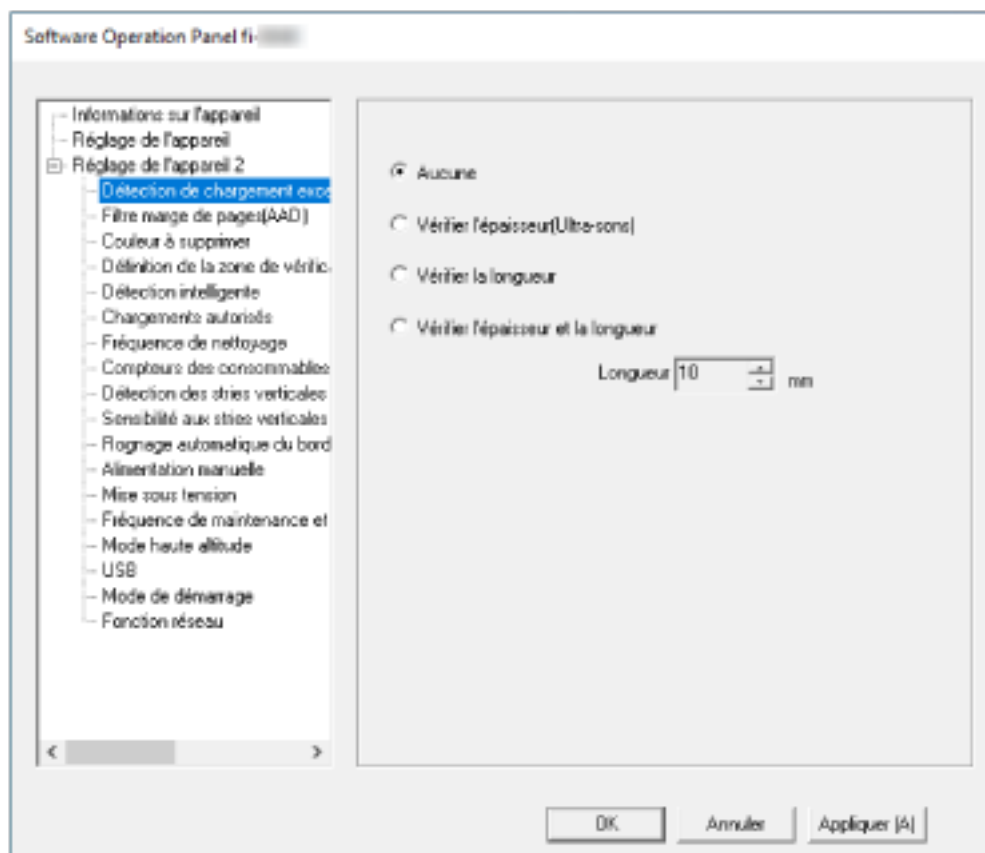 Software Operation Panel fi-
Informations sur l'appareil
Réglage de l'appareil
Réglage de l'appareil 2
Détection de chargement exce
Filtre marge de pages(AAD)
Couleur à supprimer
Définition de la zone de vérific
Détection intelligente
Chargements autorisés
Fréquence de nettoyage
Compteurs des consommables
Détection des stries verticales
Sensibilité aux stries verticales
Rognage automatique du bord
Alimentation manuelle
Mise sous tension
Fréquence de maintenance et
Mode haute altitude
USB
Mode de démarrage
Fonction réseau
Aucune
Vérifier l'épaisseur(Ultra-sons)
Vérifier la longueur
Vérifier l'épaisseur et la longueur
Longueur 10 mm
OK Annuler Appliquer (A)